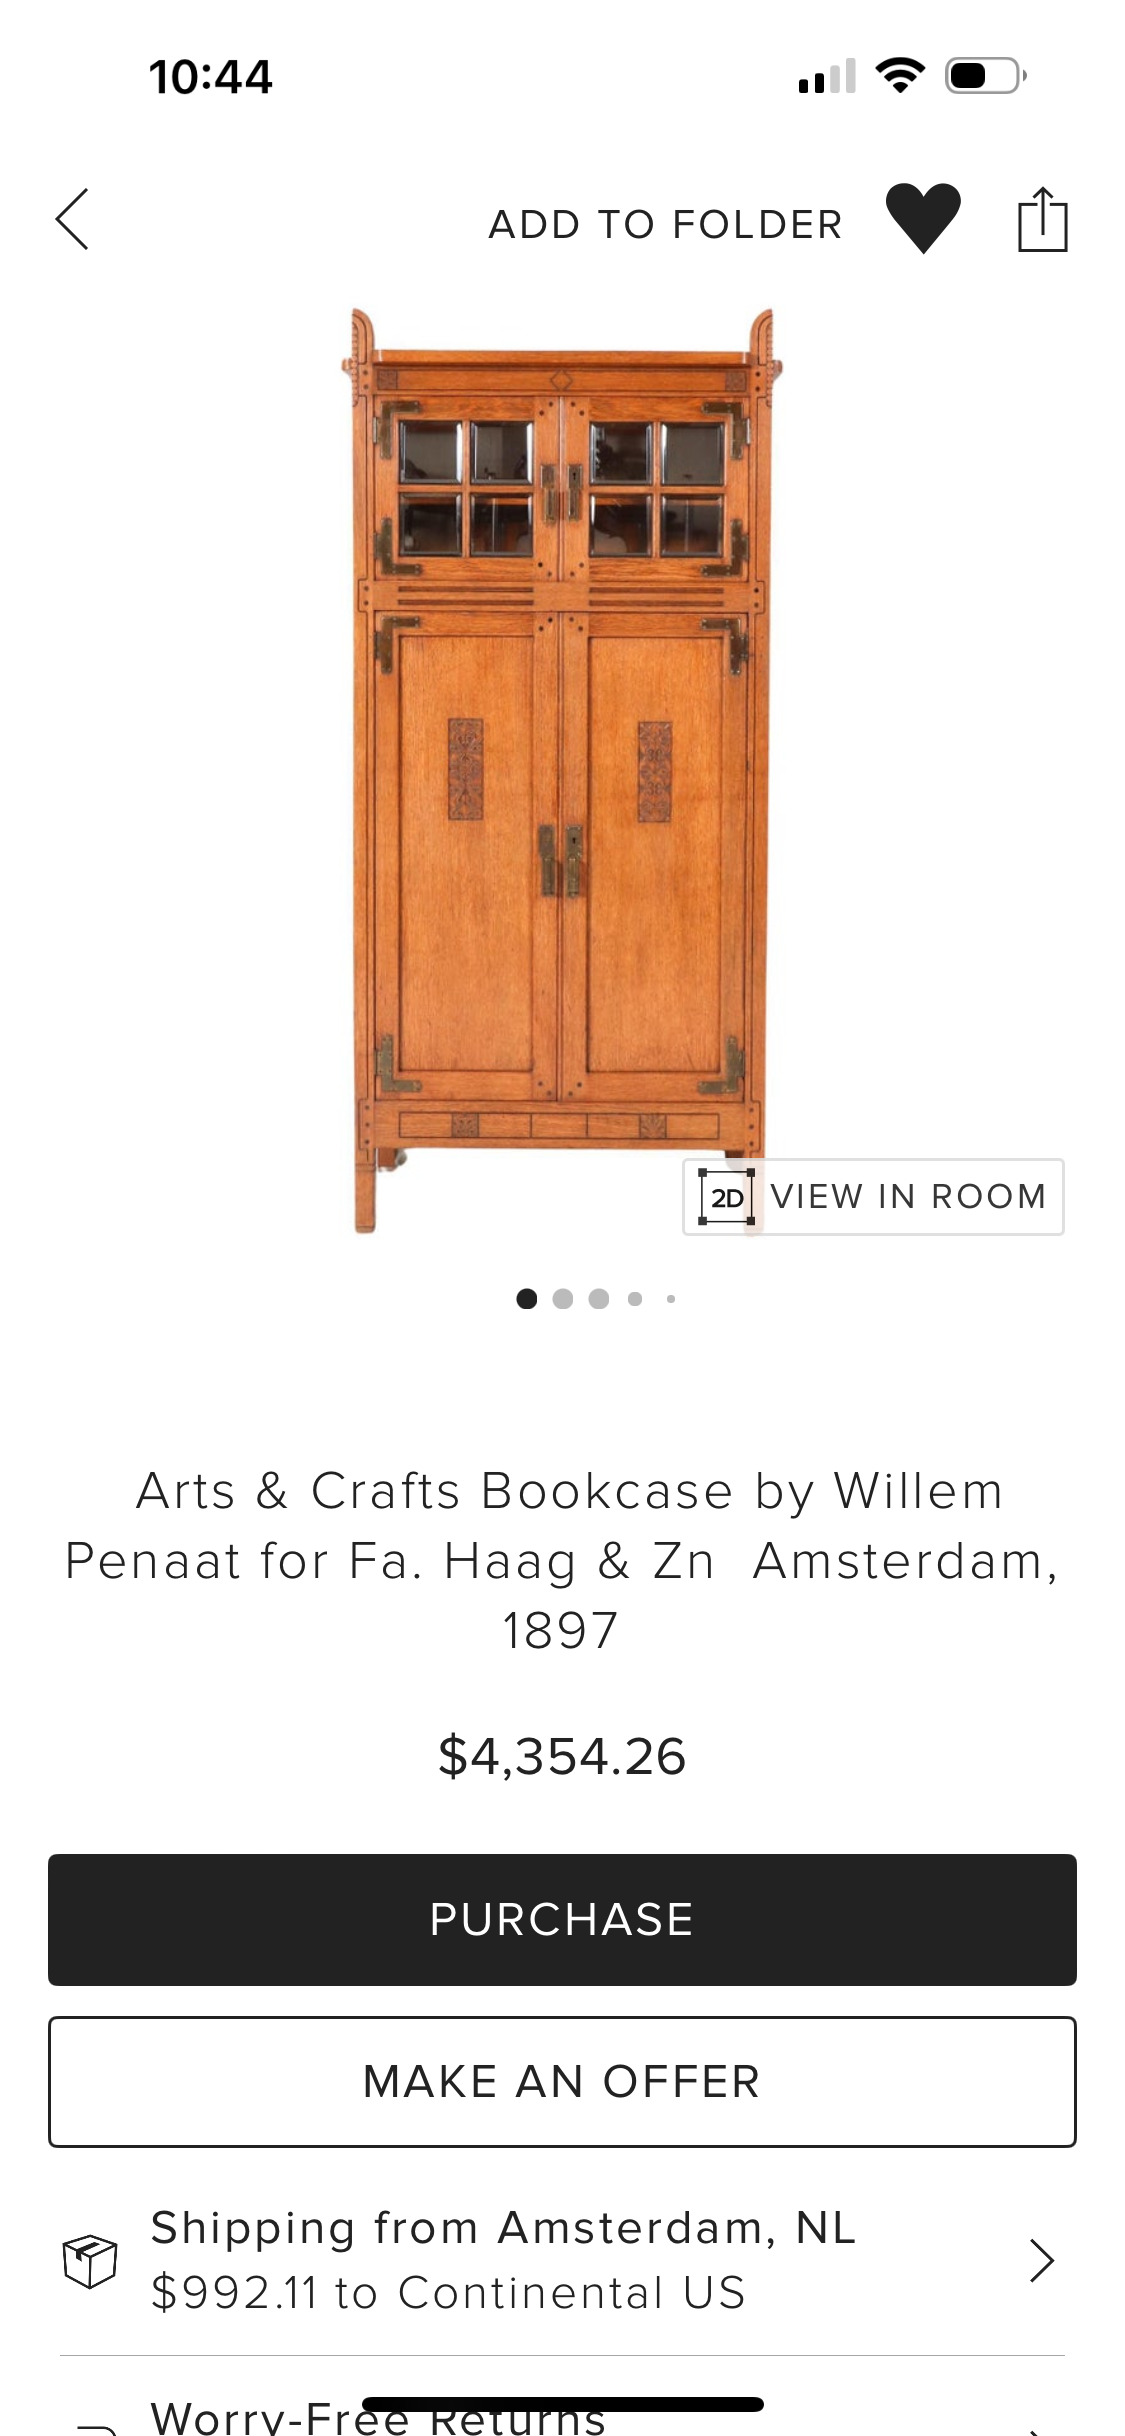 10:44
ADD TO FOLDER
2D VIEW IN ROOM
Arts & Crafts Bookcase by Willem
Penaat for Fa. Haag & Zn  Amsterdam,
1897
$4,354.26
PURCHASE
MAKE AN OFFER
Shipping from Amsterdam, NL
$992.11 to Continental US
Worry-Free Returns